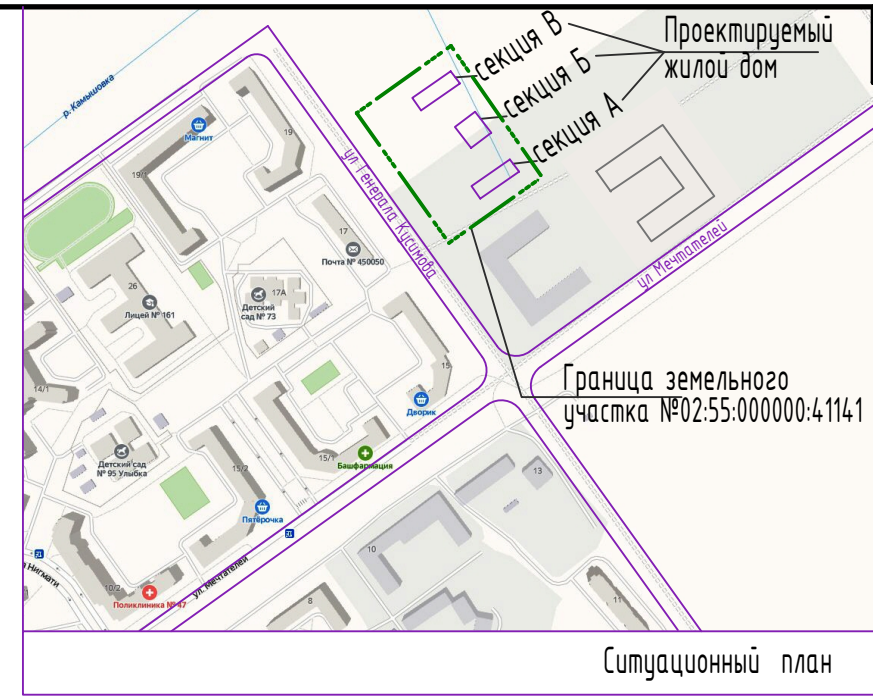 Проектируемый
жилой дом
секция В
секция Б
секция А
р. Камышовка
Магнит
19
19/1
ул Генерала Кусимова
17
Почта № 450050
ул Мечтателей
26
Лицей № 161
17А
Детский
сад № 73
14/1
15
Дворик
Граница земельного
участка №02:55:000000:41141
Детский сад
№ 95 Улыбка
15/2
15/1
Башфармация
13
Пятёрочка
10
а Нигмати
10/2
Поликлиника № 47
ул. Мечтателей
8
11
Ситуационный план